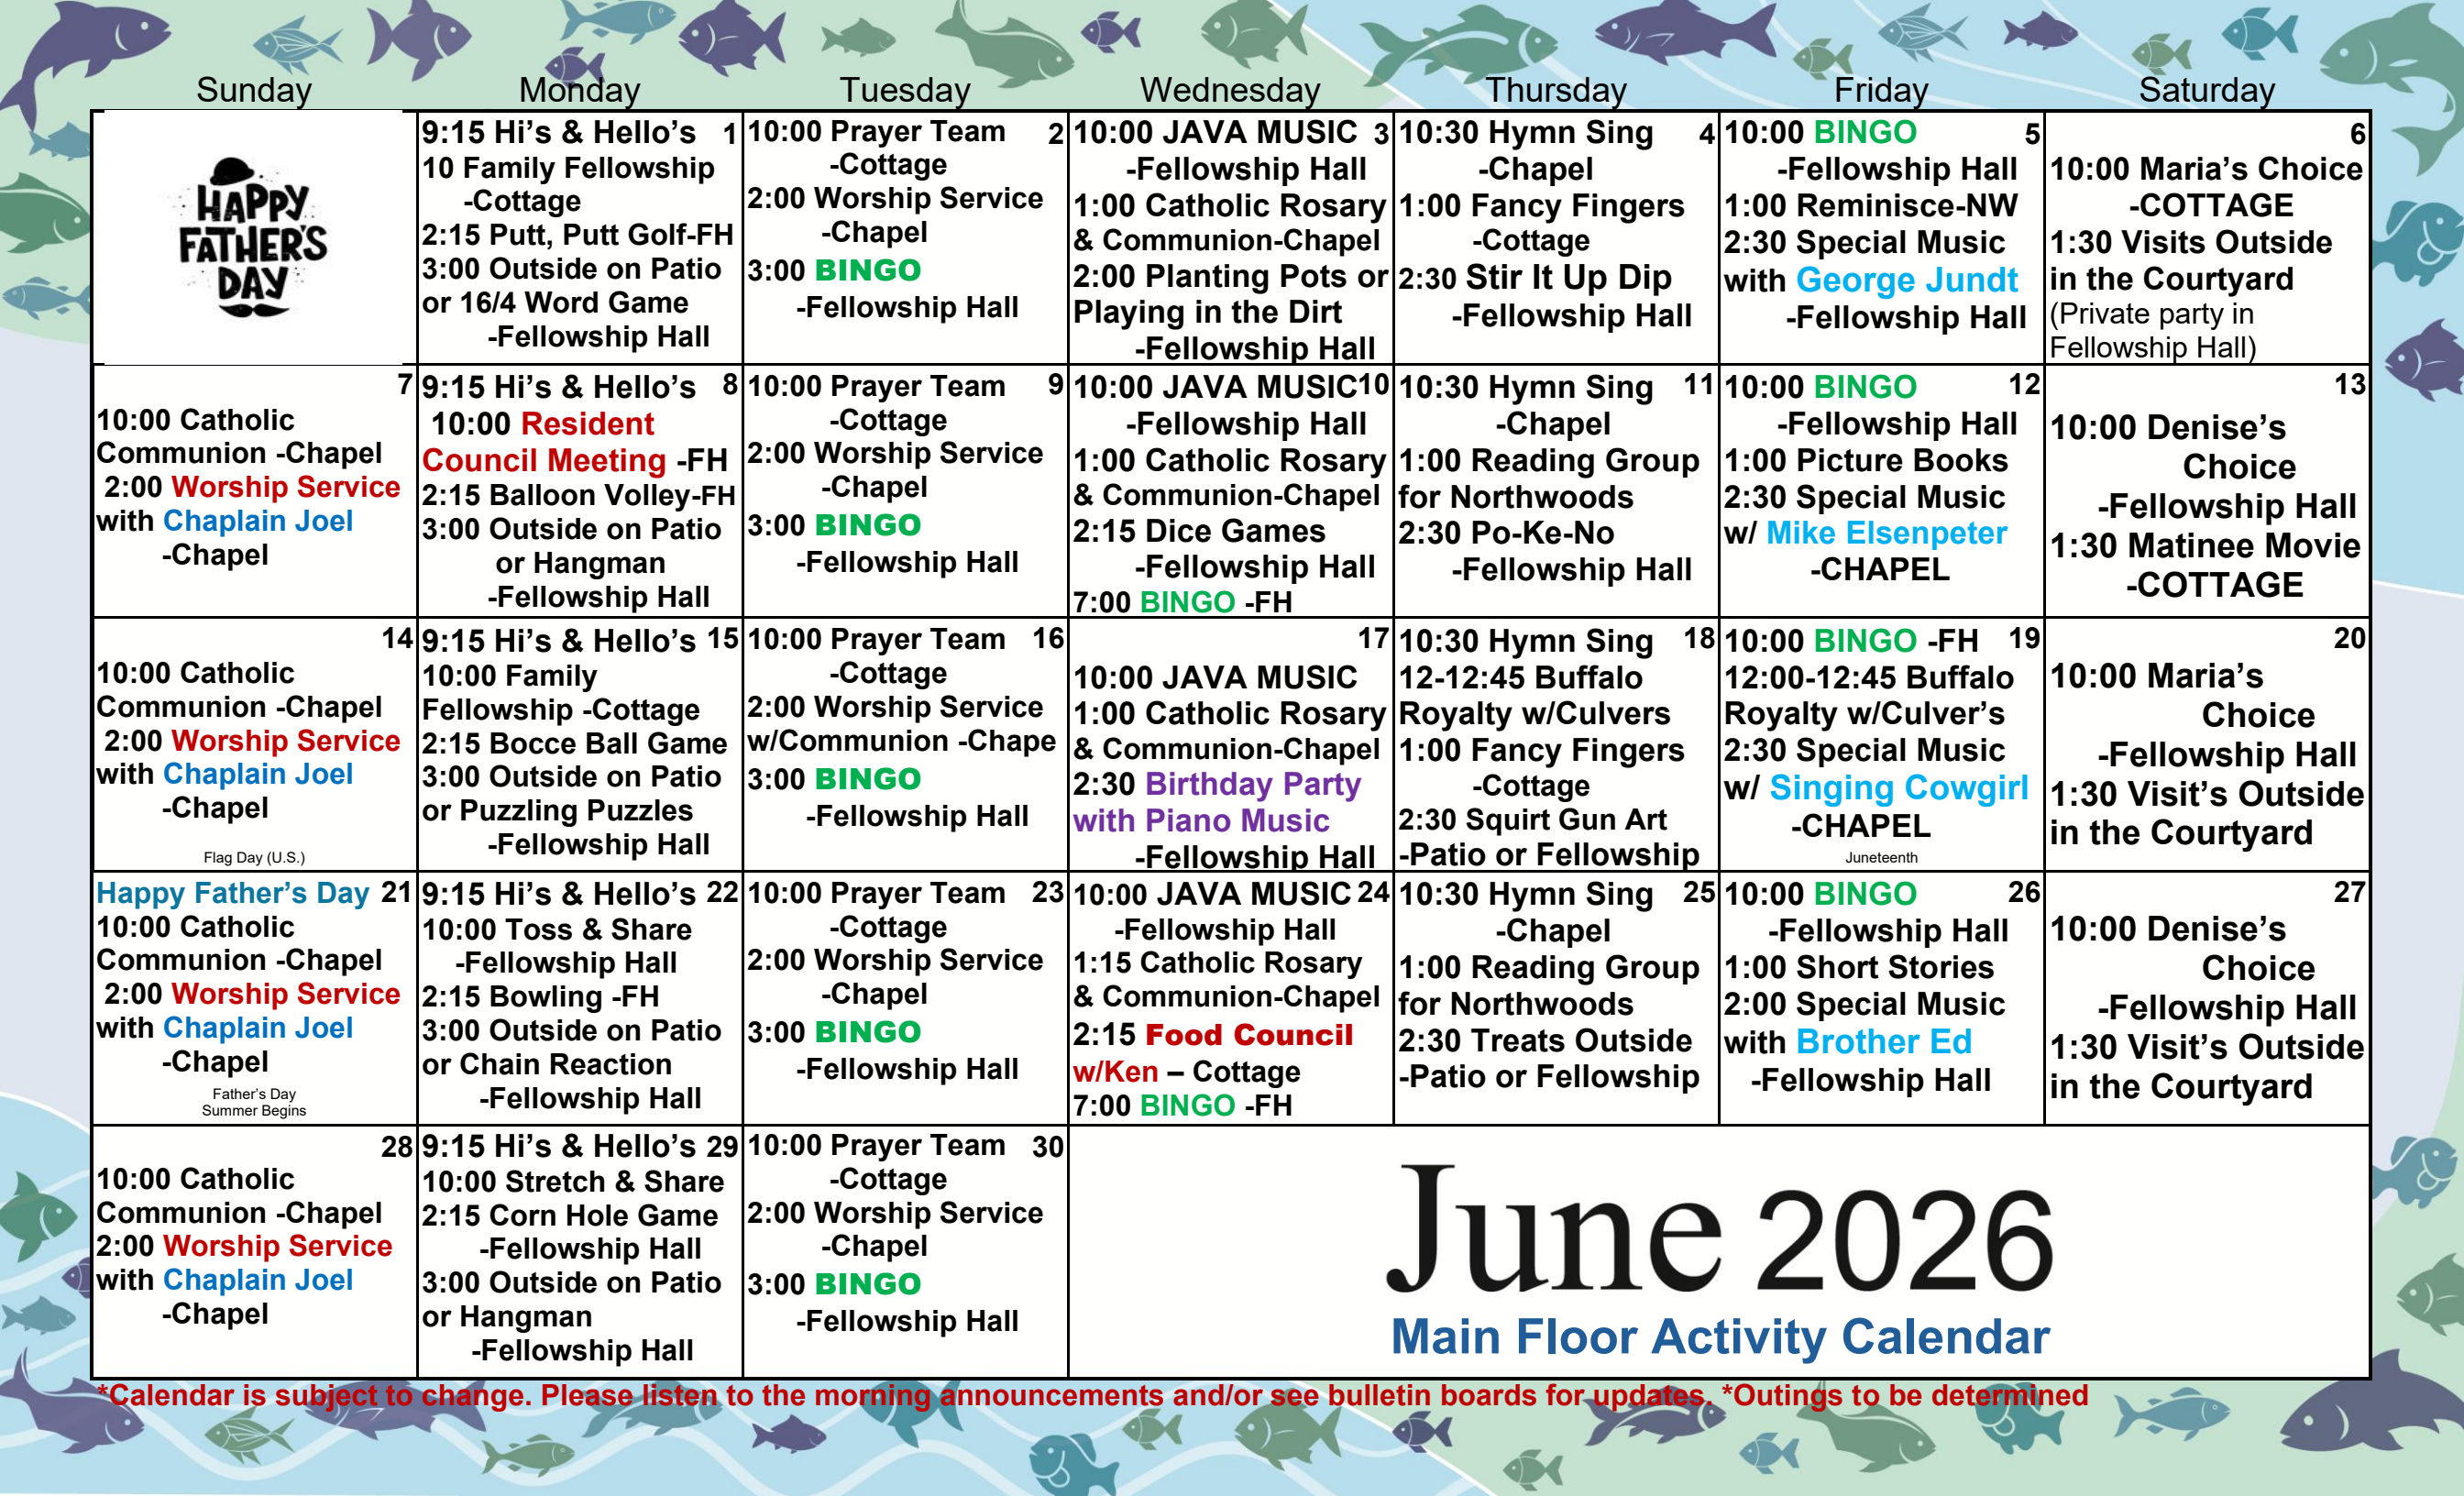 Sunday Monday Tuesday Wednesday Thursday Friday Saturday
HAPPY
FATHER'S
DAY
9:15 Hi's & Hello's 1
10 Family Fellowship
-Cottage
2:15 Putt, Putt Golf-FH
3:00 Outside on Patio
or 16/4 Word Game
-Fellowship Hall
10:00 Prayer Team 2
-Cottage
2:00 Worship Service
-Chapel
3:00 BINGO
-Fellowship Hall
10:00 JAVA MUSIC 3
-Fellowship Hall
1:00 Catholic Rosary
& Communion-Chapel
2:00 Planting Pots or
Playing in the Dirt
-Fellowship Hall
10:30 Hymn Sing 4
-Chapel
1:00 Fancy Fingers
-Cottage
2:30 Stir It Up Dip
-Fellowship Hall
10:00 BINGO 5
-Fellowship Hall
1:00 Reminisce-NW
2:30 Special Music
with George Jundt
-Fellowship Hall
6
10:00 Maria's Choice
-COTTAGE
1:30 Visits Outside
in the Courtyard
(Private party in
Fellowship Hall)
7
10:00 Catholic
Communion -Chapel
2:00 Worship Service
with Chaplain Joel
-Chapel
9:15 Hi's & Hello's 8
10:00 Resident
Council Meeting -FH
2:15 Balloon Volley-FH
3:00 Outside on Patio
or Hangman
-Fellowship Hall
10:00 Prayer Team 9
-Cottage
2:00 Worship Service
-Chapel
3:00 BINGO
-Fellowship Hall
10:00 JAVA MUSIC10
-Fellowship Hall
1:00 Catholic Rosary
& Communion-Chapel
2:15 Dice Games
-Fellowship Hall
7:00 BINGO -FH
10:30 Hymn Sing 11
-Chapel
1:00 Reading Group
for Northwoods
2:30 Po-Ke-No
-Fellowship Hall
10:00 BINGO 12
-Fellowship Hall
1:00 Picture Books
2:30 Special Music
w/ Mike Elsenpeter
-CHAPEL
13
10:00 Denise's
Choice
-Fellowship Hall
1:30 Matinee Movie
-COTTAGE
14
10:00 Catholic
Communion -Chapel
2:00 Worship Service
with Chaplain Joel
-Chapel
Flag Day (U.S.)
9:15 Hi's & Hello's 15
10:00 Family
Fellowship -Cottage
2:15 Bocce Ball Game
3:00 Outside on Patio
or Puzzling Puzzles
-Fellowship Hall
10:00 Prayer Team 16
-Cottage
2:00 Worship Service
w/Communion -Chape
3:00 BINGO
-Fellowship Hall
17
10:00 JAVA MUSIC
1:00 Catholic Rosary
& Communion-Chapel
2:30 Birthday Party
with Piano Music
-Fellowship Hall
10:30 Hymn Sing 18
12-12:45 Buffalo
Royalty w/Culvers
1:00 Fancy Fingers
-Cottage
2:30 Squirt Gun Art
-Patio or Fellowship
10:00 BINGO -FH 19
12:00-12:45 Buffalo
Royalty w/Culver's
2:30 Special Music
w/ Singing Cowgirl
-CHAPEL
Juneteenth
20
10:00 Maria's
Choice
-Fellowship Hall
1:30 Visit's Outside
in the Courtyard
Happy Father's Day 21
10:00 Catholic
Communion -Chapel
2:00 Worship Service
with Chaplain Joel
-Chapel
Father's Day
Summer Begins
9:15 Hi's & Hello's 22
10:00 Toss & Share
-Fellowship Hall
2:15 Bowling -FH
3:00 Outside on Patio
or Chain Reaction
-Fellowship Hall
10:00 Prayer Team 23
-Cottage
2:00 Worship Service
-Chapel
3:00 BINGO
-Fellowship Hall
10:00 JAVA MUSIC 24
-Fellowship Hall
1:15 Catholic Rosary
& Communion-Chapel
2:15 Food Council
w/Ken – Cottage
7:00 BINGO -FH
10:30 Hymn Sing 25
-Chapel
1:00 Reading Group
for Northwoods
2:30 Treats Outside
-Patio or Fellowship
10:00 BINGO 26
-Fellowship Hall
1:00 Short Stories
2:00 Special Music
with Brother Ed
-Fellowship Hall
27
10:00 Denise's
Choice
-Fellowship Hall
1:30 Visit's Outside
in the Courtyard
28
10:00 Catholic
Communion -Chapel
2:00 Worship Service
with Chaplain Joel
-Chapel
9:15 Hi's & Hello's 29
10:00 Stretch & Share
2:15 Corn Hole Game
-Fellowship Hall
3:00 Outside on Patio
or Hangman
-Fellowship Hall
10:00 Prayer Team 30
-Cottage
2:00 Worship Service
-Chapel
3:00 BINGO
-Fellowship Hall
June 2026
Main Floor Activity Calendar
*Calendar is subject to change. Please listen to the morning announcements and/or see bulletin boards for updates. *Outings to be determined